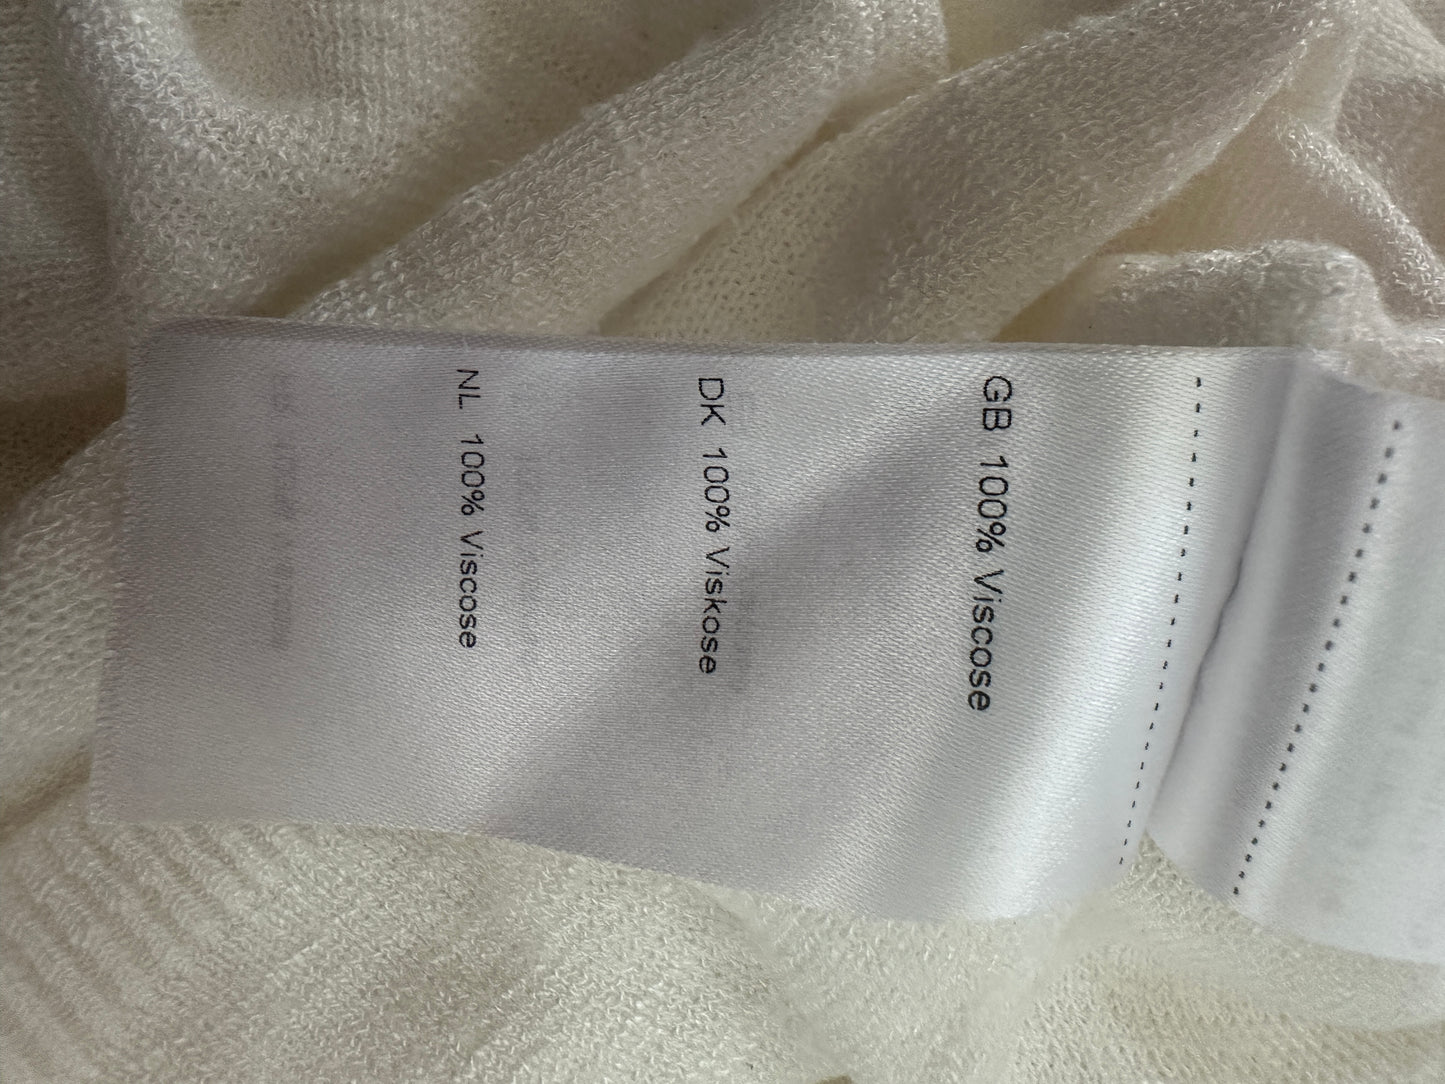 GB 100% Viscose
DK 100% Viskose
NL 100% Viscose